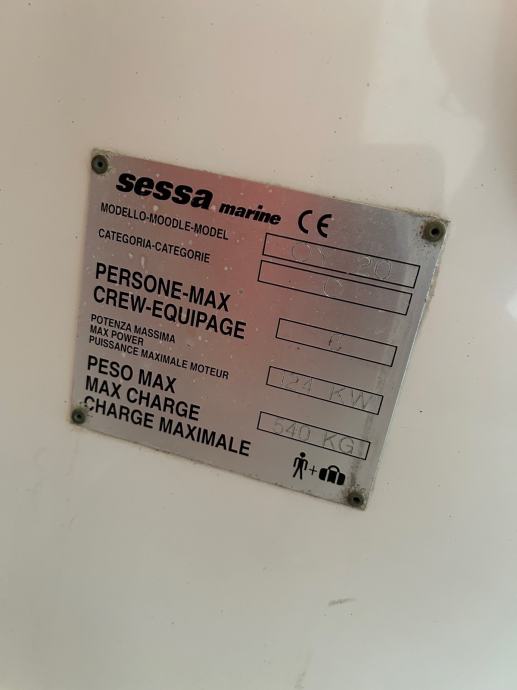 sessa marine CE
MODELLO-MOODLE-MODEL
CATEGORIA-CATEGORIE C
PERSONE-MAX
CREW-EQUIPAGE 6
POTENZA MASSIMA
MAX POWER
PUISSANCE MAXIMALE MOTEUR 124 KW
PESO MAX
MAX CHARGE 540 KG
CHARGE MAXIMALE